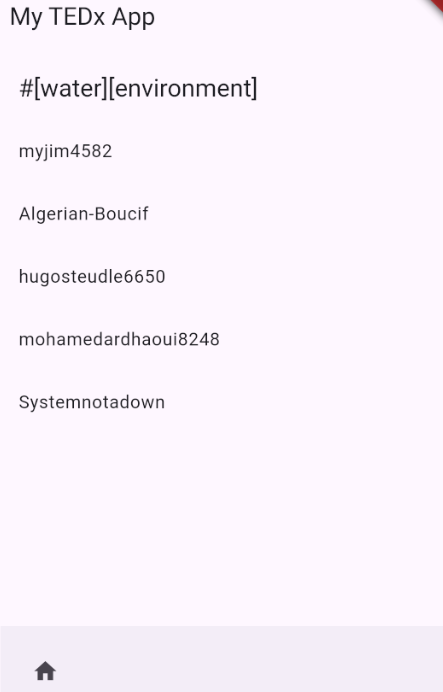 My TEDx App
#[water][environment]
myjim4582
Algerian-Boucif
hugosteudle6650
mohamedardhaoui8248
Systemnotadown